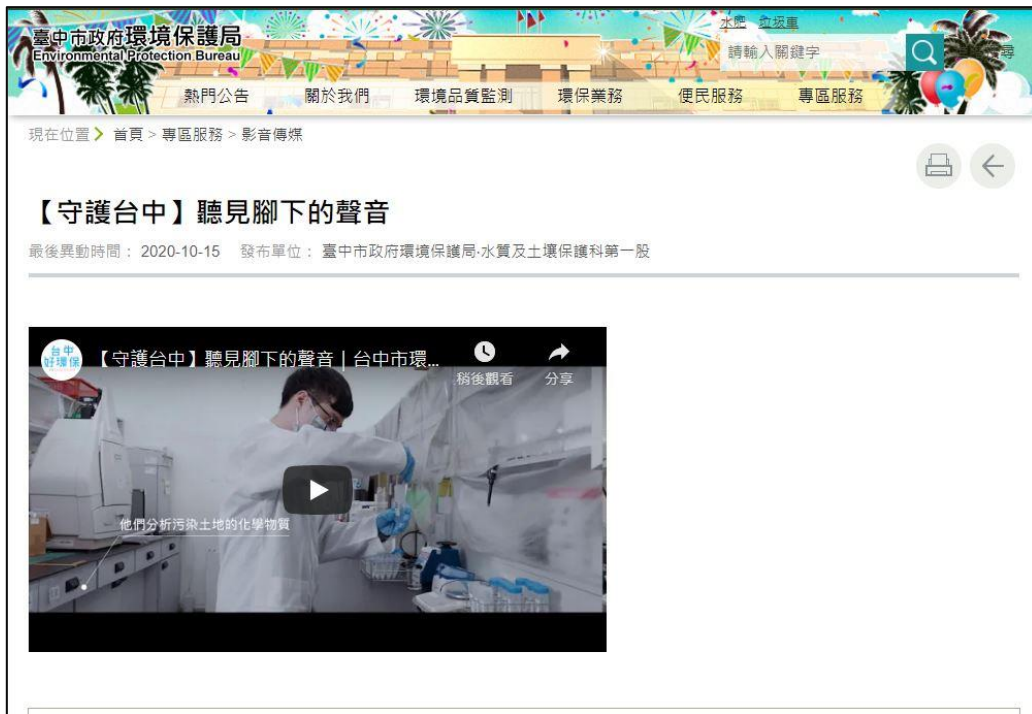 水肥 垃圾車
臺中市政府環境保護局
Environmental Protection Bureau
請輸入關鍵字
尋
熱門公告 關於我們 環境品質監測 環保業務 便民服務 專區服務
現在位置 首頁 > 專區服務 > 影音傳媒
【守護台中】聽見腳下的聲音
最後異動時間： 2020-10-15 發布單位： 臺中市政府環境保護局‧水質及土壤保護科第一股
台中
好環保
【守護台中】聽見腳下的聲音｜台中市環...
稍後觀看 分享
他們分析污染土地的化學物質